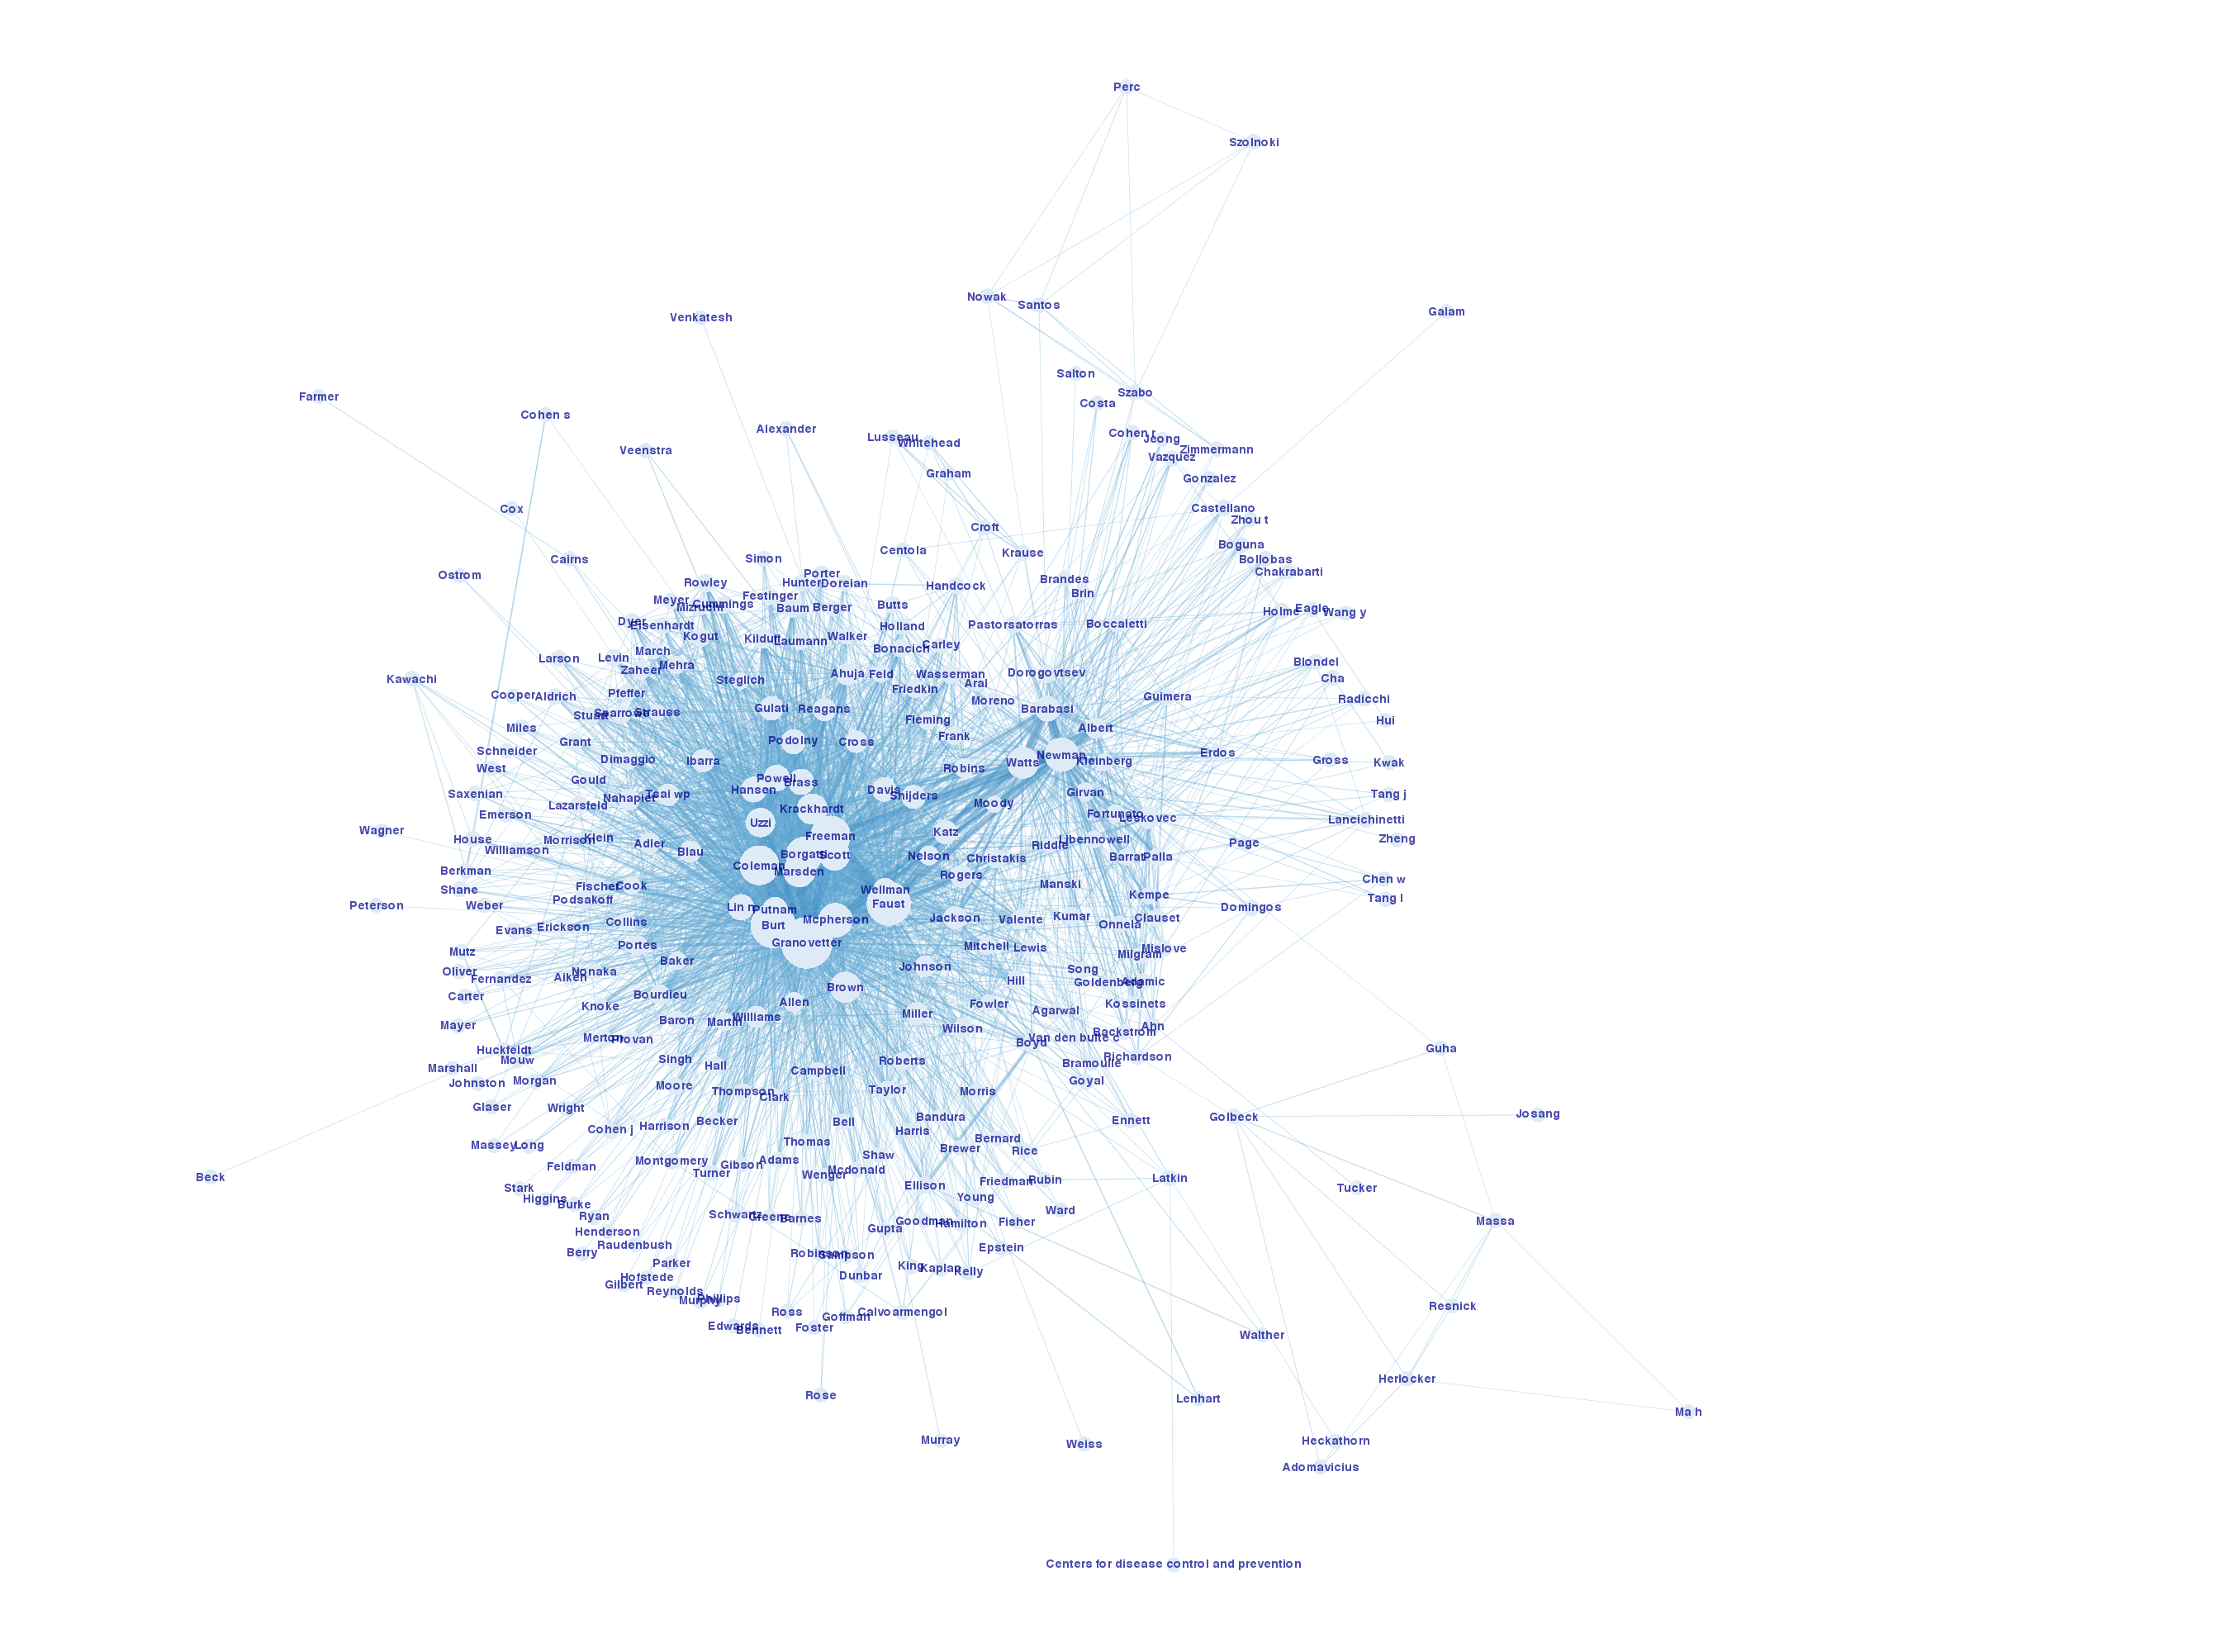 Perc
Szolnoki
Nowak
Santos
Galam
Venkatesh
Salton
Szabo
Farmer
Costa
Cohen s
Alexander
Cohen r
Lusseau
Jeong
Whitehead
Veenstra
Zimmermann
Vazquez
Graham
Gonzalez
Cox
Castellano
Zhou t
Croft
Boguna
Centola
Krause
Cairns
Simon
Bollobas
Ostrom
Porter
Chakrabarti
Rowley
Hunter
Doreian
Brandes
Handcock
Festinger
Brin
Meyer
Mizruchi
Cummings
Baum
Berger
Butts
Eagle
Holme
Wang y
Dyer
Eisenhardt
Holland
Pastorsatorras
Boccaletti
Kogut
Kilduff
Laumann
Walker
Carley
Bonacich
March
Larson
Levin
Blondel
Mehra
Zaheer
Ahuja
Feld
Wasserman
Dorogovtsev
Kawachi
Steglich
Cha
Aral
Friedkin
Cooper
Aldrich
Pfeffer
Guimera
Radicchi
Moreno
Gulati
Reagans
Barabasi
Stuart
Sparrowe
Strauss
Fleming
Hui
Miles
Albert
Frank
Grant
Podolny
Cross
Schneider
Newman
Erdos
Dimaggio
Ibarra
Watts
Kleinberg
Gross
Kwak
West
Robins
Gould
Powell
Brass
Hansen
Davis
Snijders
Girvan
Saxenian
Nahapiet
Tsai wp
Tang j
Lazarsfeld
Krackhardt
Moody
Emerson
Fortunato
Leskovec
Lancichinetti
Uzzi
Wagner
Freeman
Katz
House
Morrison
Klein
Libennowell
Zheng
Adler
Riddle
Page
Williamson
Blau
Borgatti
Scott
Nelson
Christakis
Barrat
Palla
Berkman
Coleman
Marsden
Rogers
Chen w
Fischer
Cook
Manski
Shane
Wellman
Kempe
Podsakoff
Tang l
Peterson
Weber
Lin n
Putnam
Faust
Domingos
Collins
Mcpherson
Jackson
Valente
Kumar
Clauset
Evans
Erickson
Burt
Onnela
Portes
Granovetter
Mitchell
Lewis
Mislove
Mutz
Milgram
Baker
Johnson
Song
Oliver
Nonaka
Fernandez
Aiken
Hill
Goldenberg
Adamic
Brown
Carter
Bourdieu
Allen
Fowler
Kossinets
Knoke
Agarwal
Miller
Mayer
Baron
Martin
Williams
Wilson
Ahn
Backstrom
Merton
Provan
Van den bulte c
Boyd
Huckfeldt
Guha
Mouw
Singh
Hall
Roberts
Richardson
Marshall
Campbell
Bramoulle
Johnston
Morgan
Moore
Goyal
Thompson
Clark
Taylor
Morris
Glaser
Wright
Josang
Bandura
Golbeck
Becker
Bell
Ennett
Cohen j
Harrison
Harris
Massey
Long
Thomas
Bernard
Brewer
Rice
Shaw
Montgomery
Adams
Gibson
Feldman
Turner
Wenger
Mcdonald
Beck
Latkin
Ellison
Friedman
Rubin
Stark
Tucker
Higgins
Young
Burke
Ward
Ryan
Schwartz
Greene
Barnes
Goodman
Hamilton
Fisher
Massa
Henderson
Gupta
Raudenbush
Epstein
Berry
Robinson
Sampson
Parker
King
Kaplan
Kelly
Hofstede
Dunbar
Gilbert
Reynolds
Murphy
Phillips
Resnick
Ross
Goffman
Calvoarmengol
Edwards
Bennett
Foster
Walther
Herlocker
Rose
Lenhart
Ma h
Murray
Weiss
Heckathorn
Adomavicius
Centers for disease control and prevention